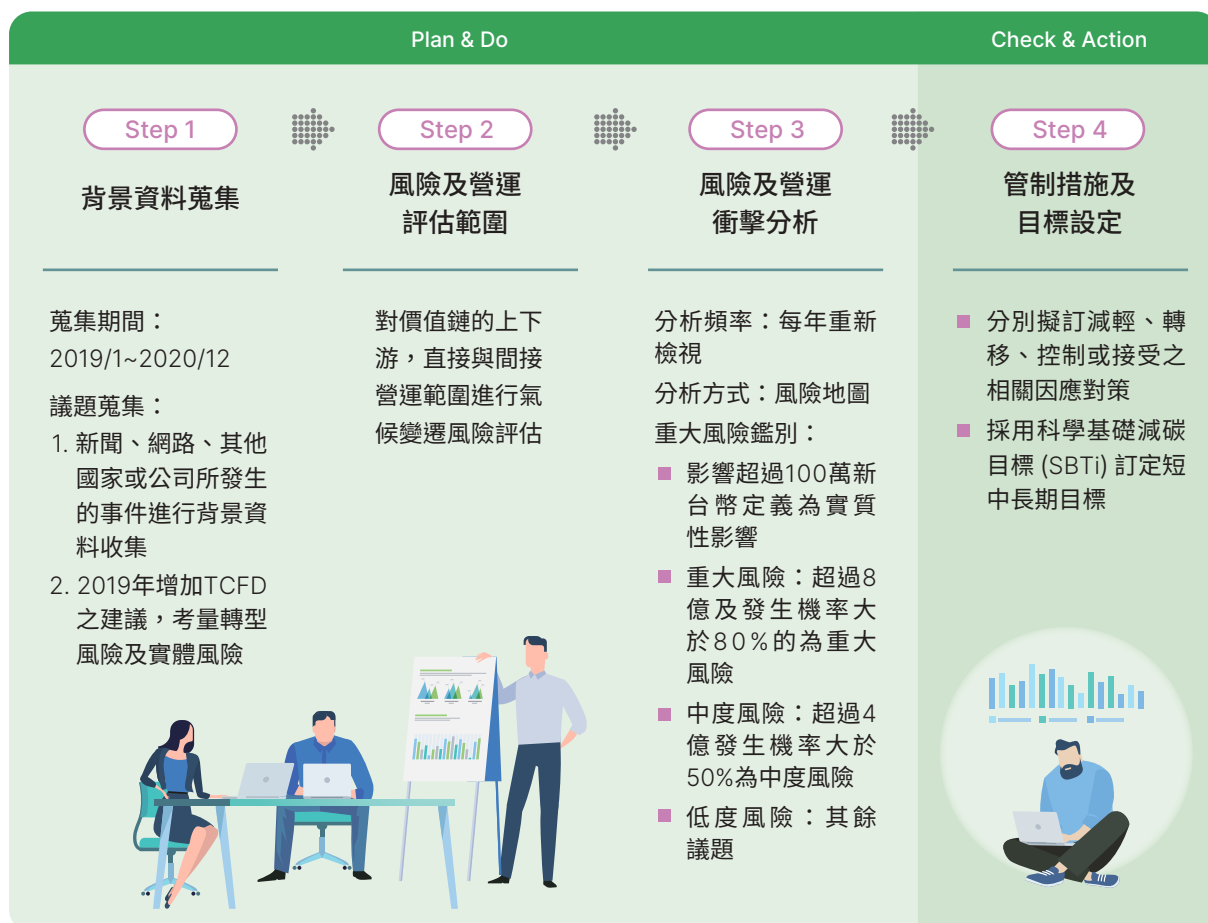 Plan & Do
Check & Action
Step 1
背景資料蒐集
蒐集期間：
2019/1~2020/12
議題蒐集：
1. 新聞、網路、其他
國家或公司所發生
的事件進行背景資
料收集
2. 2019年增加TCFD
之建議，考量轉型
風險及實體風險
Step 2
風險及營運
評估範圍
對價值鏈的上下
游，直接與間接
營運範圍進行氣
候變遷風險評估
Step 3
風險及營運
衝擊分析
分析頻率：每年重新
檢視
分析方式：風險地圖
重大風險鑑別：
影響超過100萬新
台幣定義為實質
性影響
重大風險：超過8
億及發生機率大
於80%的為重大
風險
中度風險：超過4
億發生機率大於
50%為中度風險
低度風險：其餘
議題
Step 4
管制措施及
目標設定
分別擬訂減輕、轉
移、控制或接受之
相關因應對策
採用科學基礎減碳
目標 (SBTi) 訂定短
中長期目標